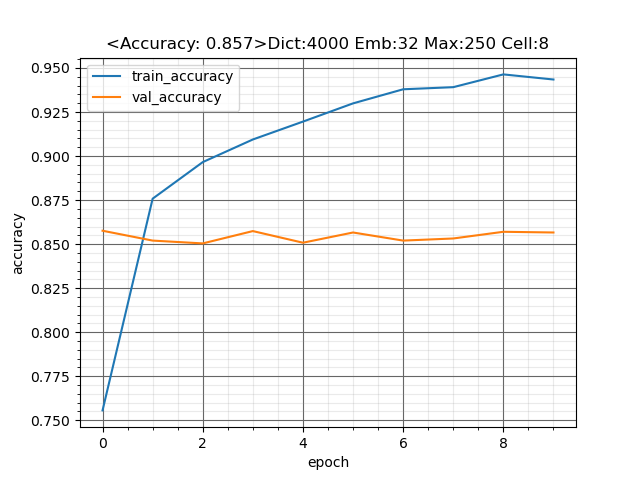 <Accuracy: 0.857>Dict:4000 Emb:32 Max:250 Cell:8
train_accuracy
val_accuracy
accuracy
0.950
0.925
0.900
0.875
0.850
0.825
0.800
0.775
0.750
0 2 4 6 8
epoch